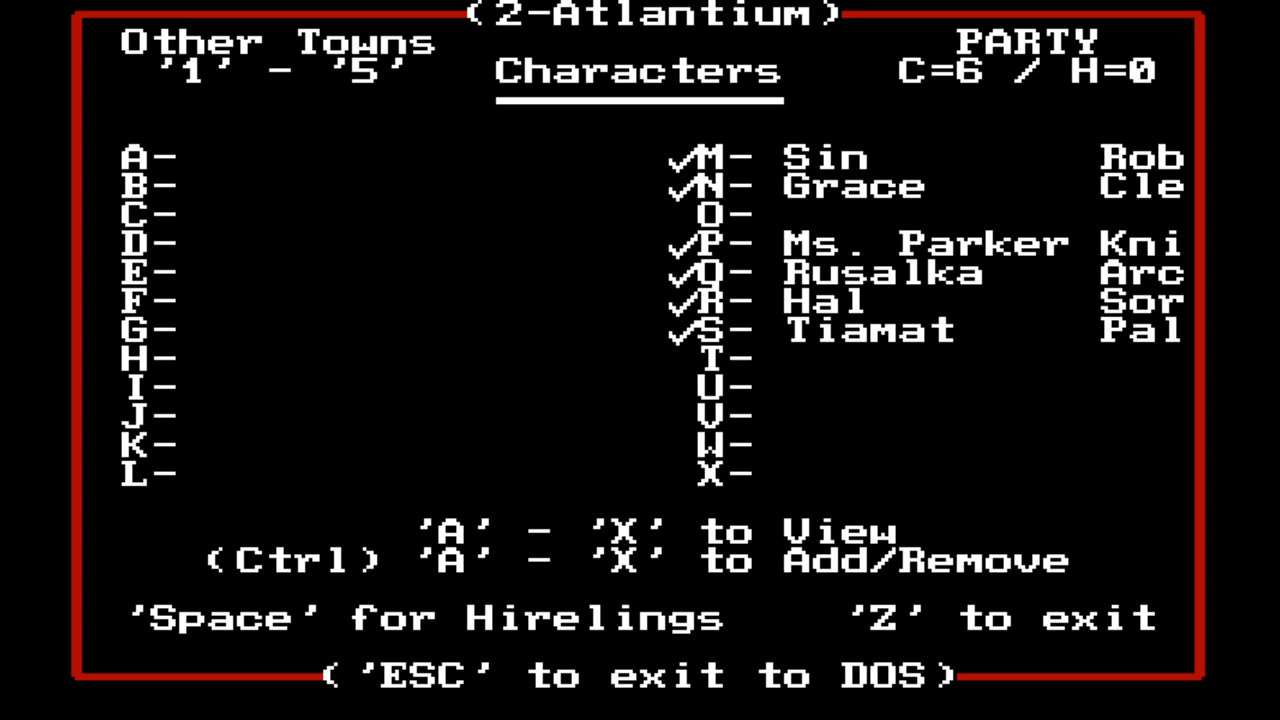 (2-Atlantium)
Other Towns PARTY
'1' - '5' Characters C=6 / H=0
A- ✓M- Sin Rob
B- ✓N- Grace Cle
C- O-
D- ✓P- Ms. Parker Kni
E- ✓Q- Rusalka Arc
F- ✓R- Hal Sor
G- ✓S- Tiamat Pal
H- T-
I- U-
J- V-
K- W-
L- X-
'A' - 'X' to View
(Ctrl) 'A' - 'X' to Add/Remove
'Space' for Hirelings 'Z' to exit
('ESC' to exit to DOS)